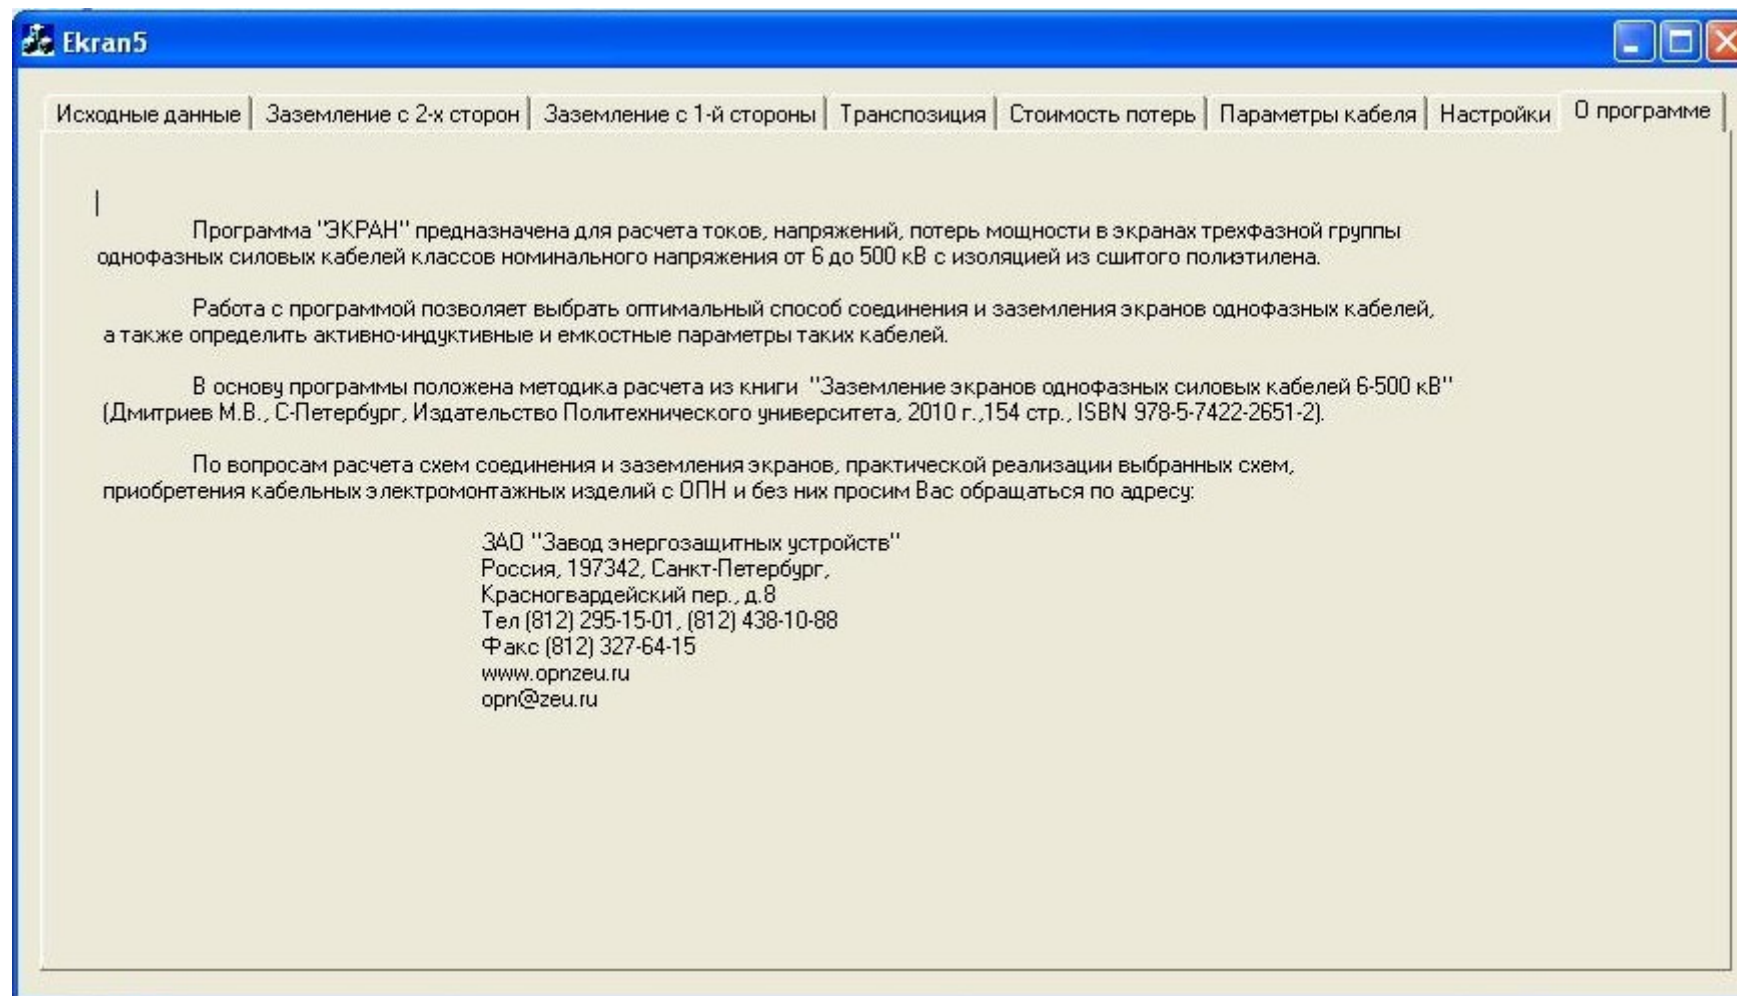 Ekran5
Исходные данные Заземление с 2-х сторон Заземление с 1-й стороны Транспозиция Стоимость потерь Параметры кабеля Настройки О программе
Программа "ЭКРАН" предназначена для расчета токов, напряжений, потерь мощности в экранах трехфазной группы
однофазных силовых кабелей классов номинального напряжения от 6 до 500 кВ с изоляцией из сшитого полиэтилена.
Работа с программой позволяет выбрать оптимальный способ соединения и заземления экранов однофазных кабелей,
а также определить активно-индуктивные и емкостные параметры таких кабелей.
В основу программы положена методика расчета из книги "Заземление экранов однофазных силовых кабелей 6-500 кВ"
(Дмитриев М.В., С-Петербург, Издательство Политехнического университета, 2010 г.,154 стр., ISBN 978-5-7422-2651-2).
По вопросам расчета схем соединения и заземления экранов, практической реализации выбранных схем,
приобретения кабельных электромонтажных изделий с ОПН и без них просим Вас обращаться по адресу:
ЗАО "Завод энергозащитных устройств"
Россия, 197342, Санкт-Петербург,
Красногвардейский пер., д.8
Тел (812) 295-15-01, (812) 438-10-88
Факс (812) 327-64-15
www.opnzeu.ru
opn@zeu.ru